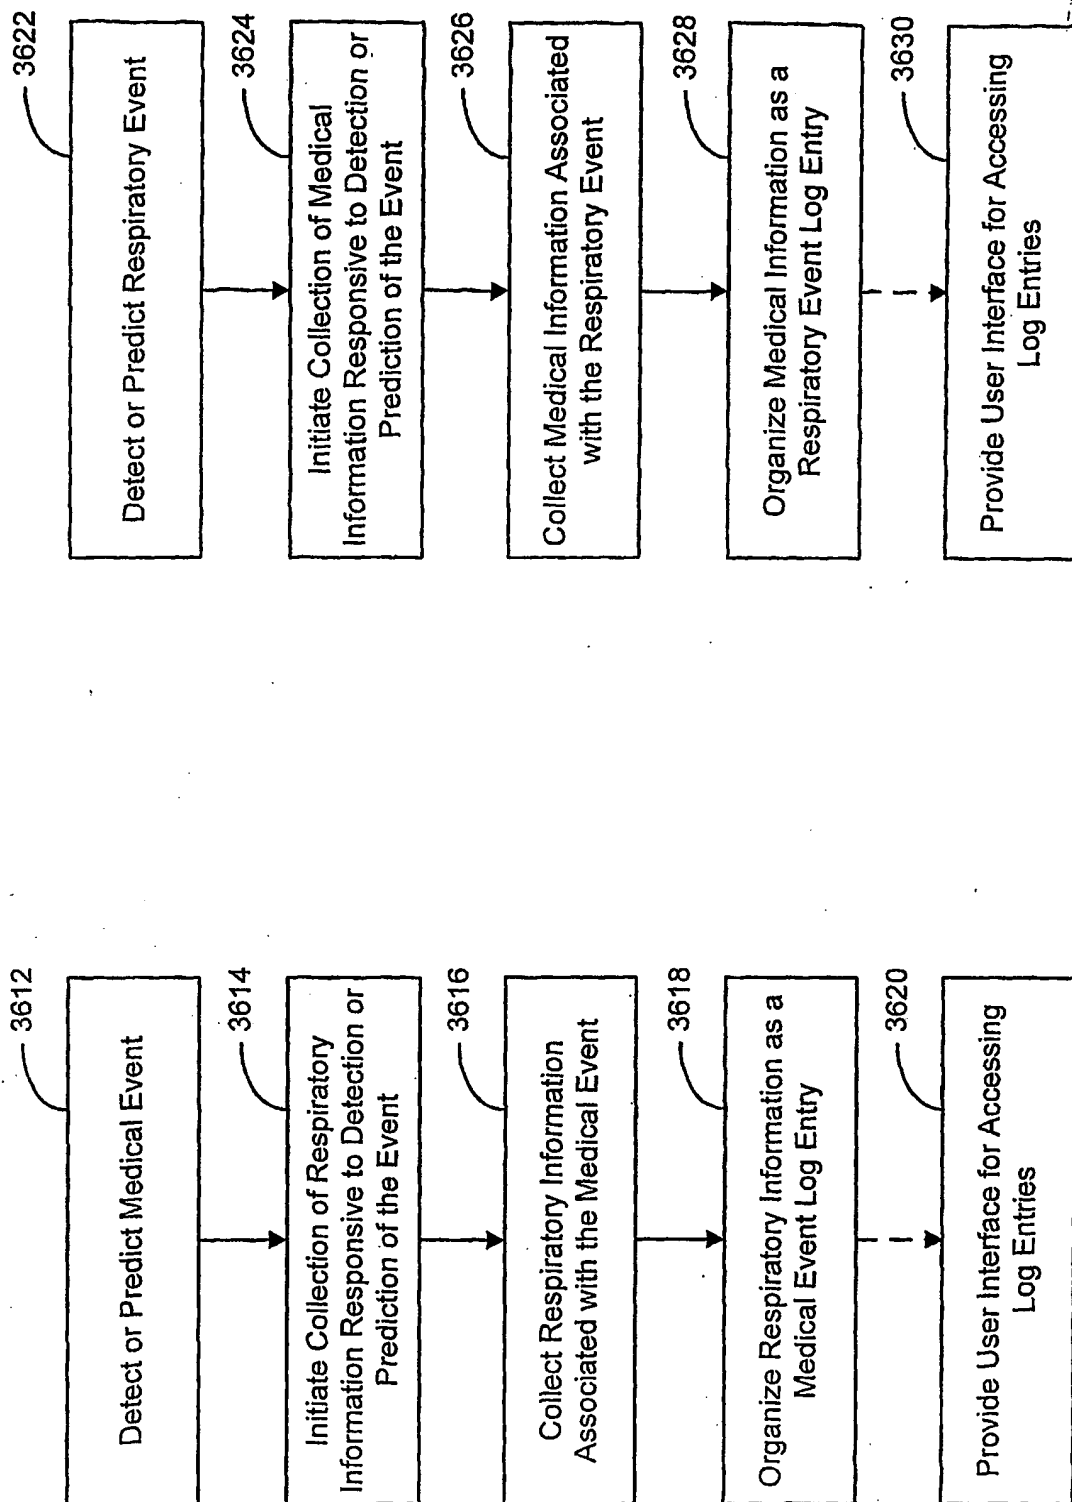 3612
Detect or Predict Medical Event
3614
Initiate Collection of Respiratory
Information Responsive to Detection or
Prediction of the Event
3616
Collect Respiratory Information
Associated with the Medical Event
3618
Organize Respiratory Information as a
Medical Event Log Entry
3620
Provide User Interface for Accessing
Log Entries
3622
Detect or Predict Respiratory Event
3624
Initiate Collection of Medical
Information Responsive to Detection or
Prediction of the Event
3626
Collect Medical Information Associated
with the Respiratory Event
3628
Organize Medical Information as a
Respiratory Event Log Entry
3630
Provide User Interface for Accessing
Log Entries